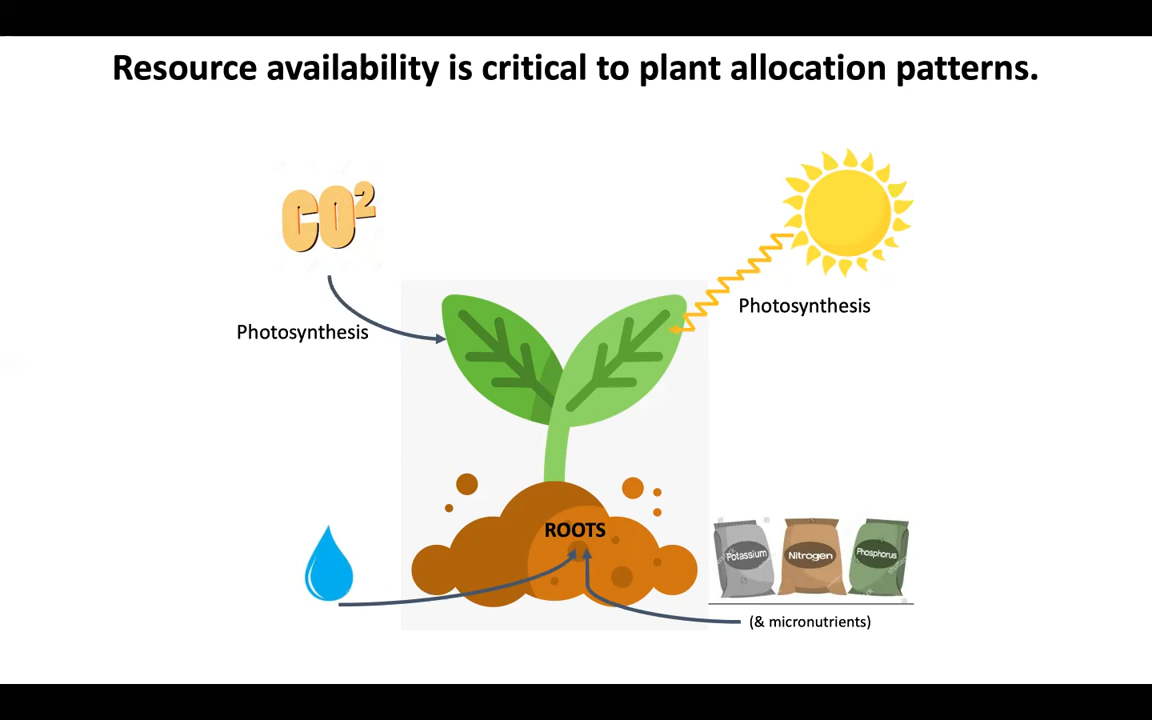 Resource availability is critical to plant allocation patterns.
CO²
Photosynthesis
Photosynthesis
ROOTS
Potassium
Nitrogen
Phosphorus
(& micronutrients)